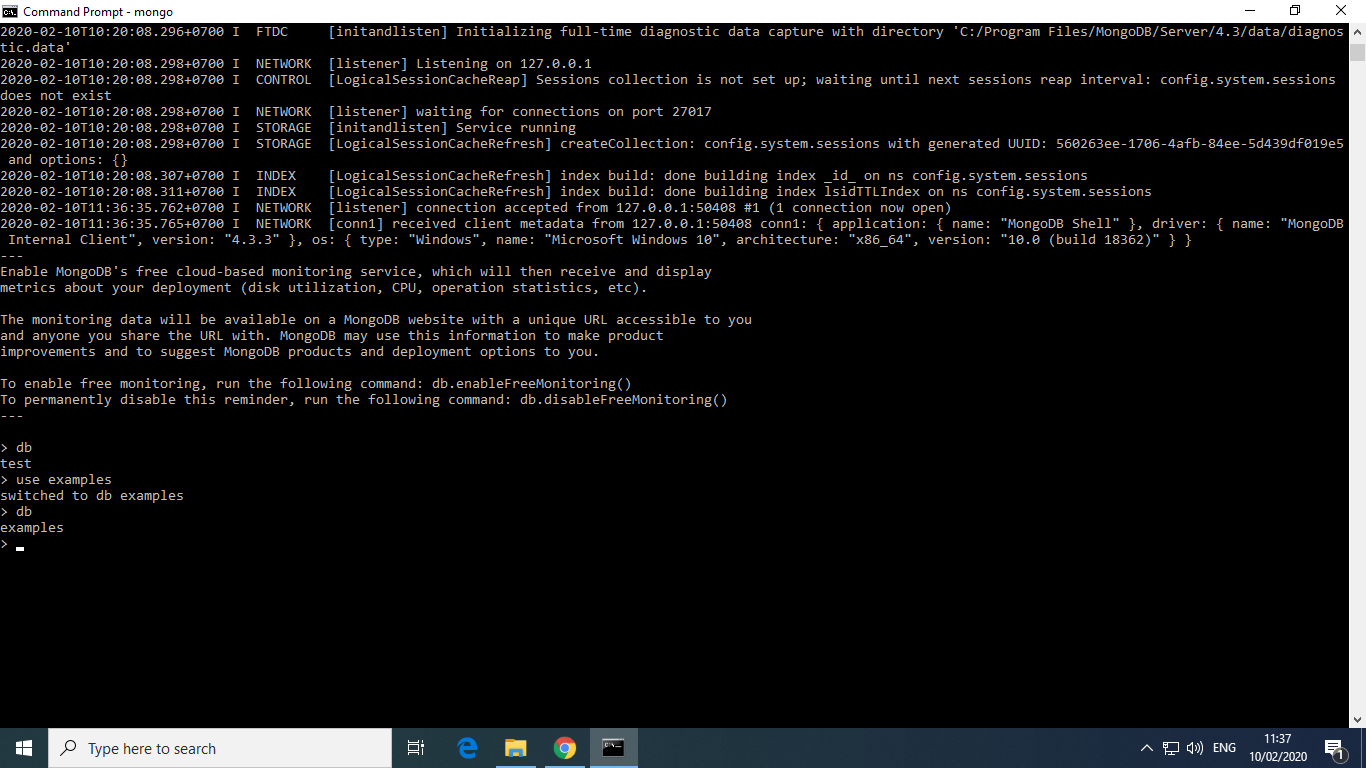 Command Prompt - mongo
2020-02-10T10:20:08.296+0700 I  FTDC     [initandlisten] Initializing full-time diagnostic data capture with directory 'C:/Program Files/MongoDB/Server/4.3/data/diagnos
tic.data'
2020-02-10T10:20:08.298+0700 I  NETWORK  [listener] Listening on 127.0.0.1
2020-02-10T10:20:08.298+0700 I  CONTROL  [LogicalSessionCacheReap] Sessions collection is not set up; waiting until next sessions reap interval: config.system.sessions
does not exist
2020-02-10T10:20:08.298+0700 I  NETWORK  [listener] waiting for connections on port 27017
2020-02-10T10:20:08.298+0700 I  STORAGE  [initandlisten] Service running
2020-02-10T10:20:08.298+0700 I  STORAGE  [LogicalSessionCacheRefresh] createCollection: config.system.sessions with generated UUID: 560263ee-1706-4afb-84ee-5d439df019e5
 and options: {}
2020-02-10T10:20:08.307+0700 I  INDEX    [LogicalSessionCacheRefresh] index build: done building index _id_ on ns config.system.sessions
2020-02-10T10:20:08.311+0700 I  INDEX    [LogicalSessionCacheRefresh] index build: done building index lsidTTLIndex on ns config.system.sessions
2020-02-10T11:36:35.762+0700 I  NETWORK  [listener] connection accepted from 127.0.0.1:50408 #1 (1 connection now open)
2020-02-10T11:36:35.765+0700 I  NETWORK  [conn1] received client metadata from 127.0.0.1:50408 conn1: { application: { name: "MongoDB Shell" }, driver: { name: "MongoDB
 Internal Client", version: "4.3.3" }, os: { type: "Windows", name: "Microsoft Windows 10", architecture: "x86_64", version: "10.0 (build 18362)" } }
---
Enable MongoDB's free cloud-based monitoring service, which will then receive and display
metrics about your deployment (disk utilization, CPU, operation statistics, etc).

The monitoring data will be available on a MongoDB website with a unique URL accessible to you
and anyone you share the URL with. MongoDB may use this information to make product
improvements and to suggest MongoDB products and deployment options to you.

To enable free monitoring, run the following command: db.enableFreeMonitoring()
To permanently disable this reminder, run the following command: db.disableFreeMonitoring()
---

> db
test
> use examples
switched to db examples
> db
examples
>
Type here to search
ENG
11:37
10/02/2020
1